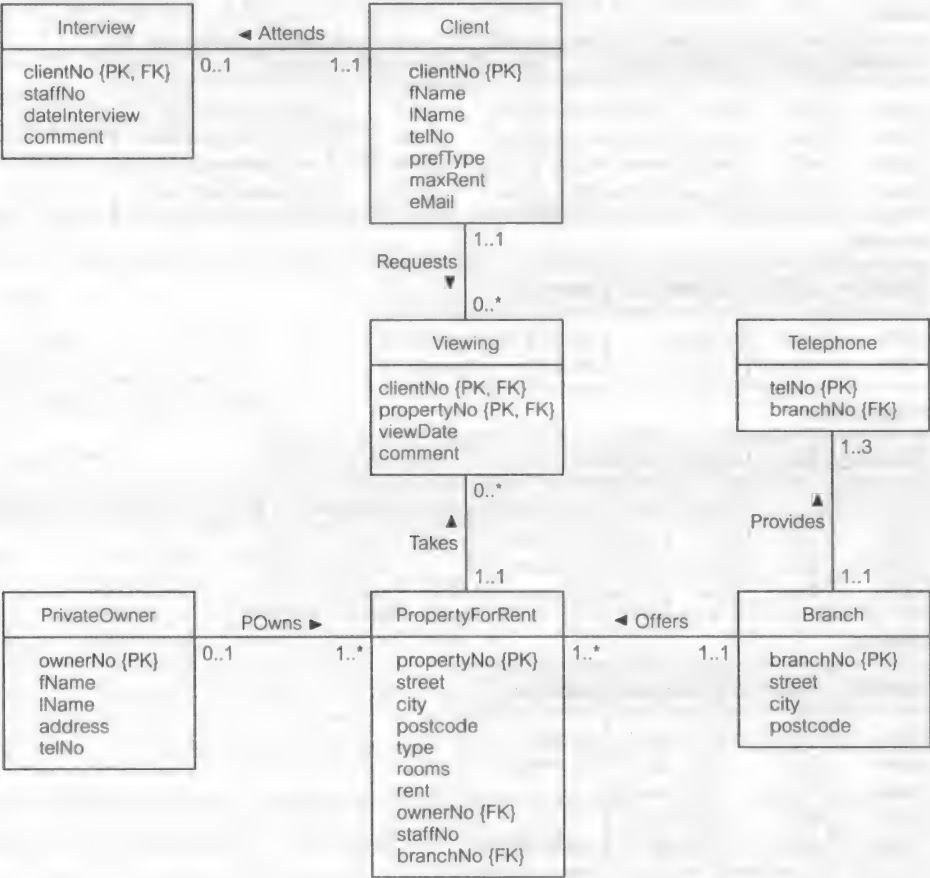 Interview
clientNo {PK, FK}
staffNo
dateInterview
comment
◄ Attends
0..1
1..1
Client
clientNo {PK}
fName
lName
telNo
prefType
maxRent
eMail
1..1
Requests
▼
0..*
Viewing
clientNo {PK, FK}
propertyNo {PK, FK}
viewDate
comment
0..*
▲
Takes
1..1
Telephone
telNo {PK}
branchNo {FK}
1..3
▲
Provides
1..1
PrivateOwner
ownerNo {PK}
fName
lName
address
telNo
POwns ►
0..1
1..*
PropertyForRent
propertyNo {PK}
street
city
postcode
type
rooms
rent
ownerNo {FK}
staffNo
branchNo {FK}
◄ Offers
1..*
1..1
Branch
branchNo {PK}
street
city
postcode